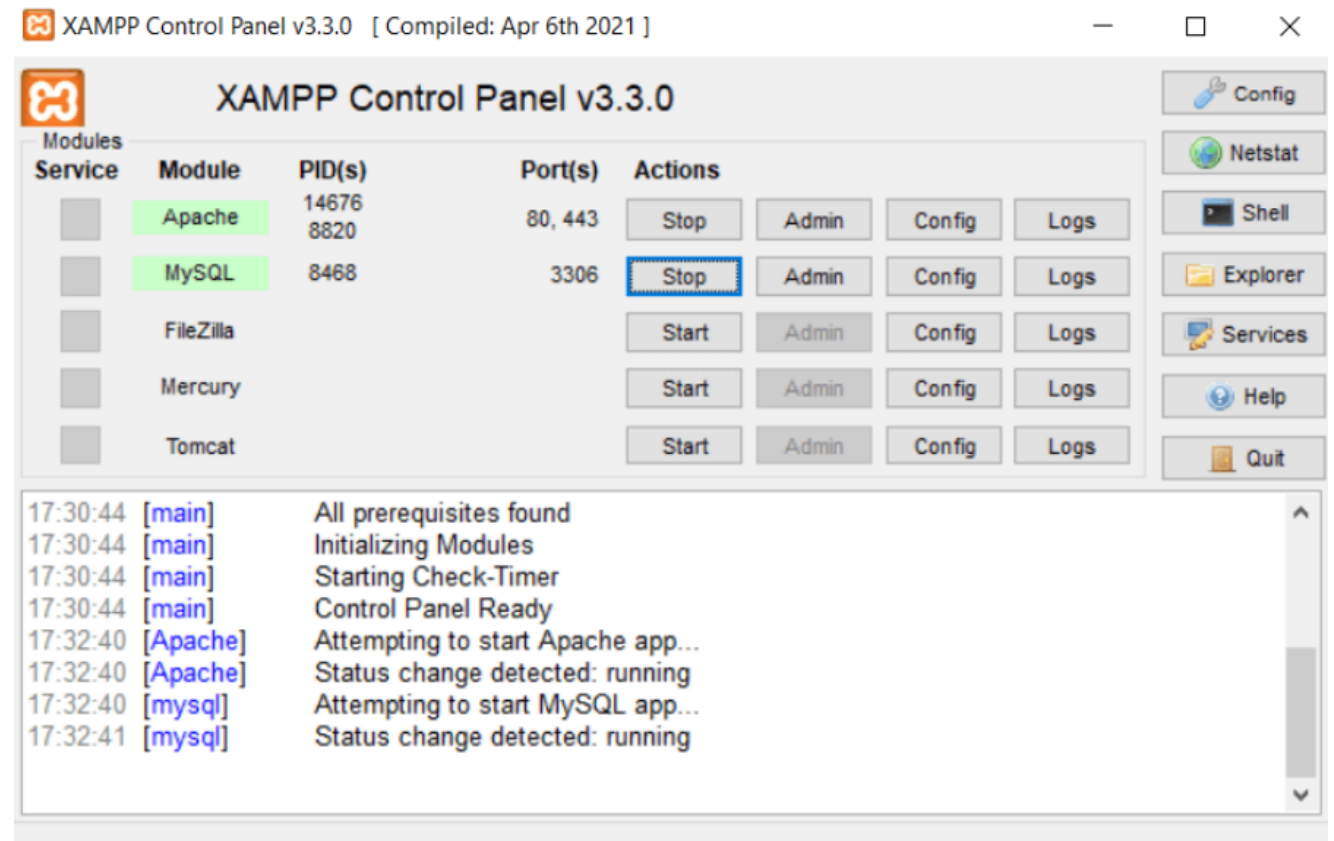 XAMPP Control Panel v3.3.0 [ Compiled: Apr 6th 2021 ]
XAMPP Control Panel v3.3.0
Config
Modules
Netstat
Service Module PID(s) Port(s) Actions
Apache 14676 8820 80, 443 Stop Admin Config Logs
Shell
MySQL 8468 3306 Stop Admin Config Logs
Explorer
FileZilla Start Admin Config Logs
Services
Mercury Start Admin Config Logs
Help
Tomcat Start Admin Config Logs
Quit
17:30:44 [main] All prerequisites found
17:30:44 [main] Initializing Modules
17:30:44 [main] Starting Check-Timer
17:30:44 [main] Control Panel Ready
17:32:40 [Apache] Attempting to start Apache app...
17:32:40 [Apache] Status change detected: running
17:32:40 [mysql] Attempting to start MySQL app...
17:32:41 [mysql] Status change detected: running